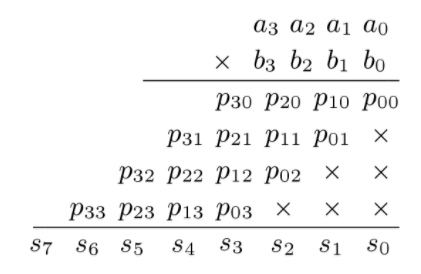 a₃ a₂ a₁ a₀
× b₃ b₂ b₁ b₀
p₃₀ p₂₀ p₁₀ p₀₀
p₃₁ p₂₁ p₁₁ p₀₁ ×
p₃₂ p₂₂ p₁₂ p₀₂ × ×
p₃₃ p₂₃ p₁₃ p₀₃ × × ×
s₇ s₆ s₅ s₄ s₃ s₂ s₁ s₀